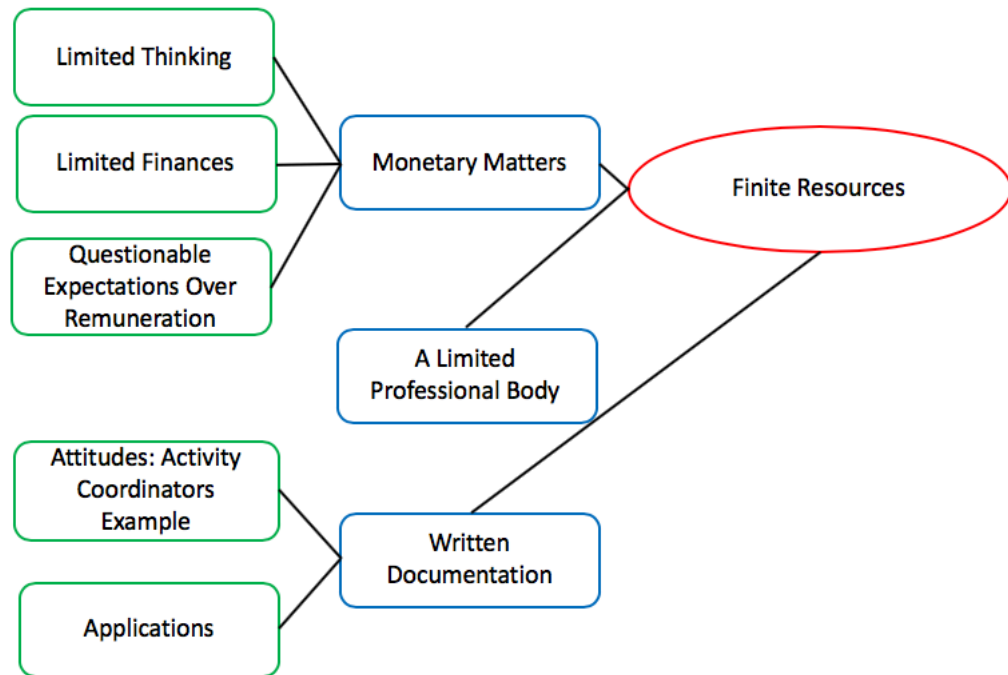 Limited Thinking
Limited Finances
Questionable
Expectations Over
Remuneration
Monetary Matters
Finite Resources
A Limited
Professional Body
Attitudes: Activity
Coordinators
Example
Written
Documentation
Applications